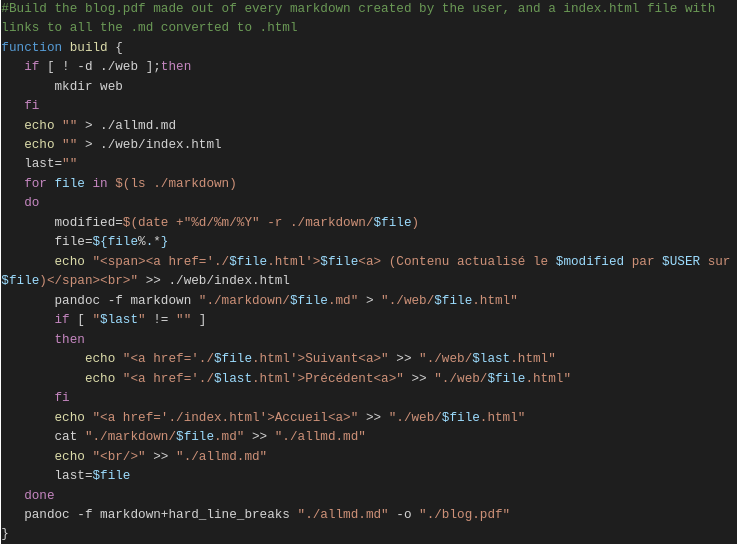 #Build the blog.pdf made out of every markdown created by the user, and a index.html file with
links to all the .md converted to .html
function build {
   if [ ! -d ./web ];then
       mkdir web
   fi
   echo "" > ./allmd.md
   echo "" > ./web/index.html
   last=""
   for file in $(ls ./markdown)
   do
       modified=$(date +"%d/%m/%Y" -r ./markdown/$file)
       file=${file%.*}
       echo "<span><a href='./$file.html'>$file<a> (Contenu actualisé le $modified par $USER sur
$file)</span><br>" >> ./web/index.html
       pandoc -f markdown "./markdown/$file.md" > "./web/$file.html"
       if [ "$last" != "" ]
       then
           echo "<a href='./$file.html'>Suivant<a>" >> "./web/$last.html"
           echo "<a href='./$last.html'>Précédent<a>" >> "./web/$file.html"
       fi
       echo "<a href='./index.html'>Accueil<a>" >> "./web/$file.html"
       cat "./markdown/$file.md" >> "./allmd.md"
       echo "<br/>" >> "./allmd.md"
       last=$file
   done
   pandoc -f markdown+hard_line_breaks "./allmd.md" -o "./blog.pdf"
}